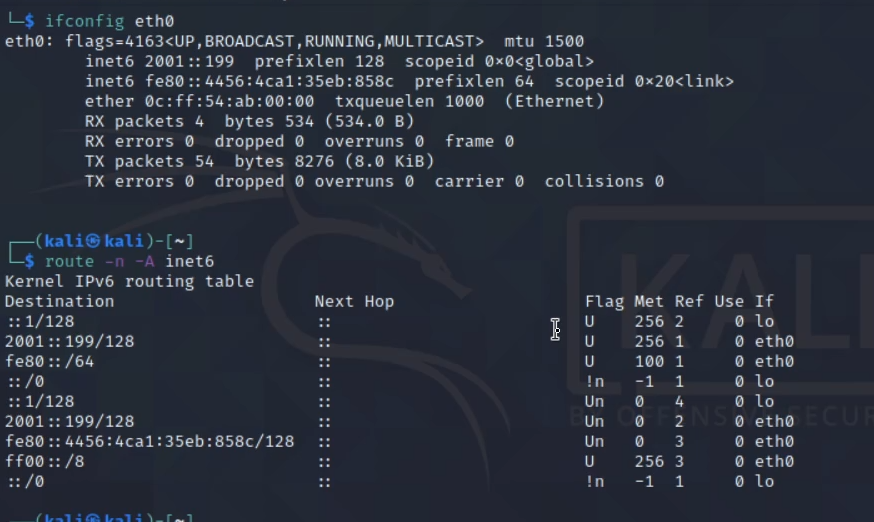 └─$ ifconfig eth0
eth0: flags=4163<UP,BROADCAST,RUNNING,MULTICAST>  mtu 1500
        inet6 2001::199  prefixlen 128  scopeid 0×0<global>
        inet6 fe80::4456:4ca1:35eb:858c  prefixlen 64  scopeid 0×20<link>
        ether 0c:ff:54:ab:00:00  txqueuelen 1000  (Ethernet)
        RX packets 4  bytes 534 (534.0 B)
        RX errors 0  dropped 0  overruns 0  frame 0
        TX packets 54  bytes 8276 (8.0 KiB)
        TX errors 0  dropped 0 overruns 0  carrier 0  collisions 0
┌──(kali㉿kali)-[~]
└─$ route -n -A inet6
Kernel IPv6 routing table
Destination                    Next Hop                   Flag Met Ref Use If
::1/128                        ::                         U    256 2     0 lo
2001::199/128                  ::                         U    256 1     0 eth0
fe80::/64                      ::                         U    100 1     0 eth0
::/0                           ::                         !n   -1  1     0 lo
::1/128                        ::                         Un   0   4     0 lo
2001::199/128                  ::                         Un   0   2     0 eth0
fe80::4456:4ca1:35eb:858c/128  ::                         Un   0   3     0 eth0
ff00::/8                       ::                         U    256 3     0 eth0
::/0                           ::                         !n   -1  1     0 lo
┌──(kali㉿kali)-[~]
KALI
BY OFFENSIVE SECUR